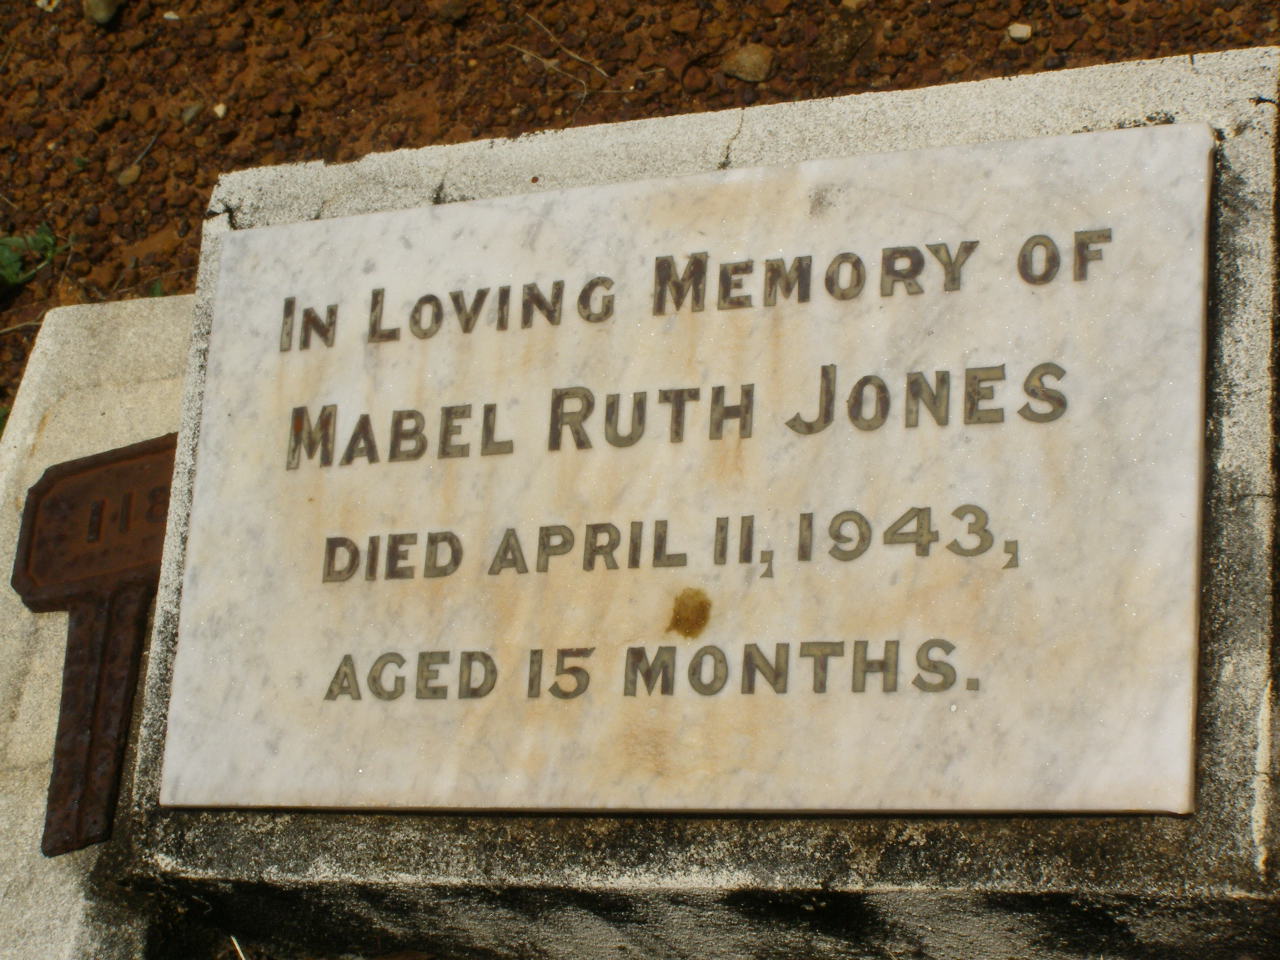 IN LOVING MEMORY OF
MABEL RUTH JONES
DIED APRIL 11, 1943,
AGED 15 MONTHS.